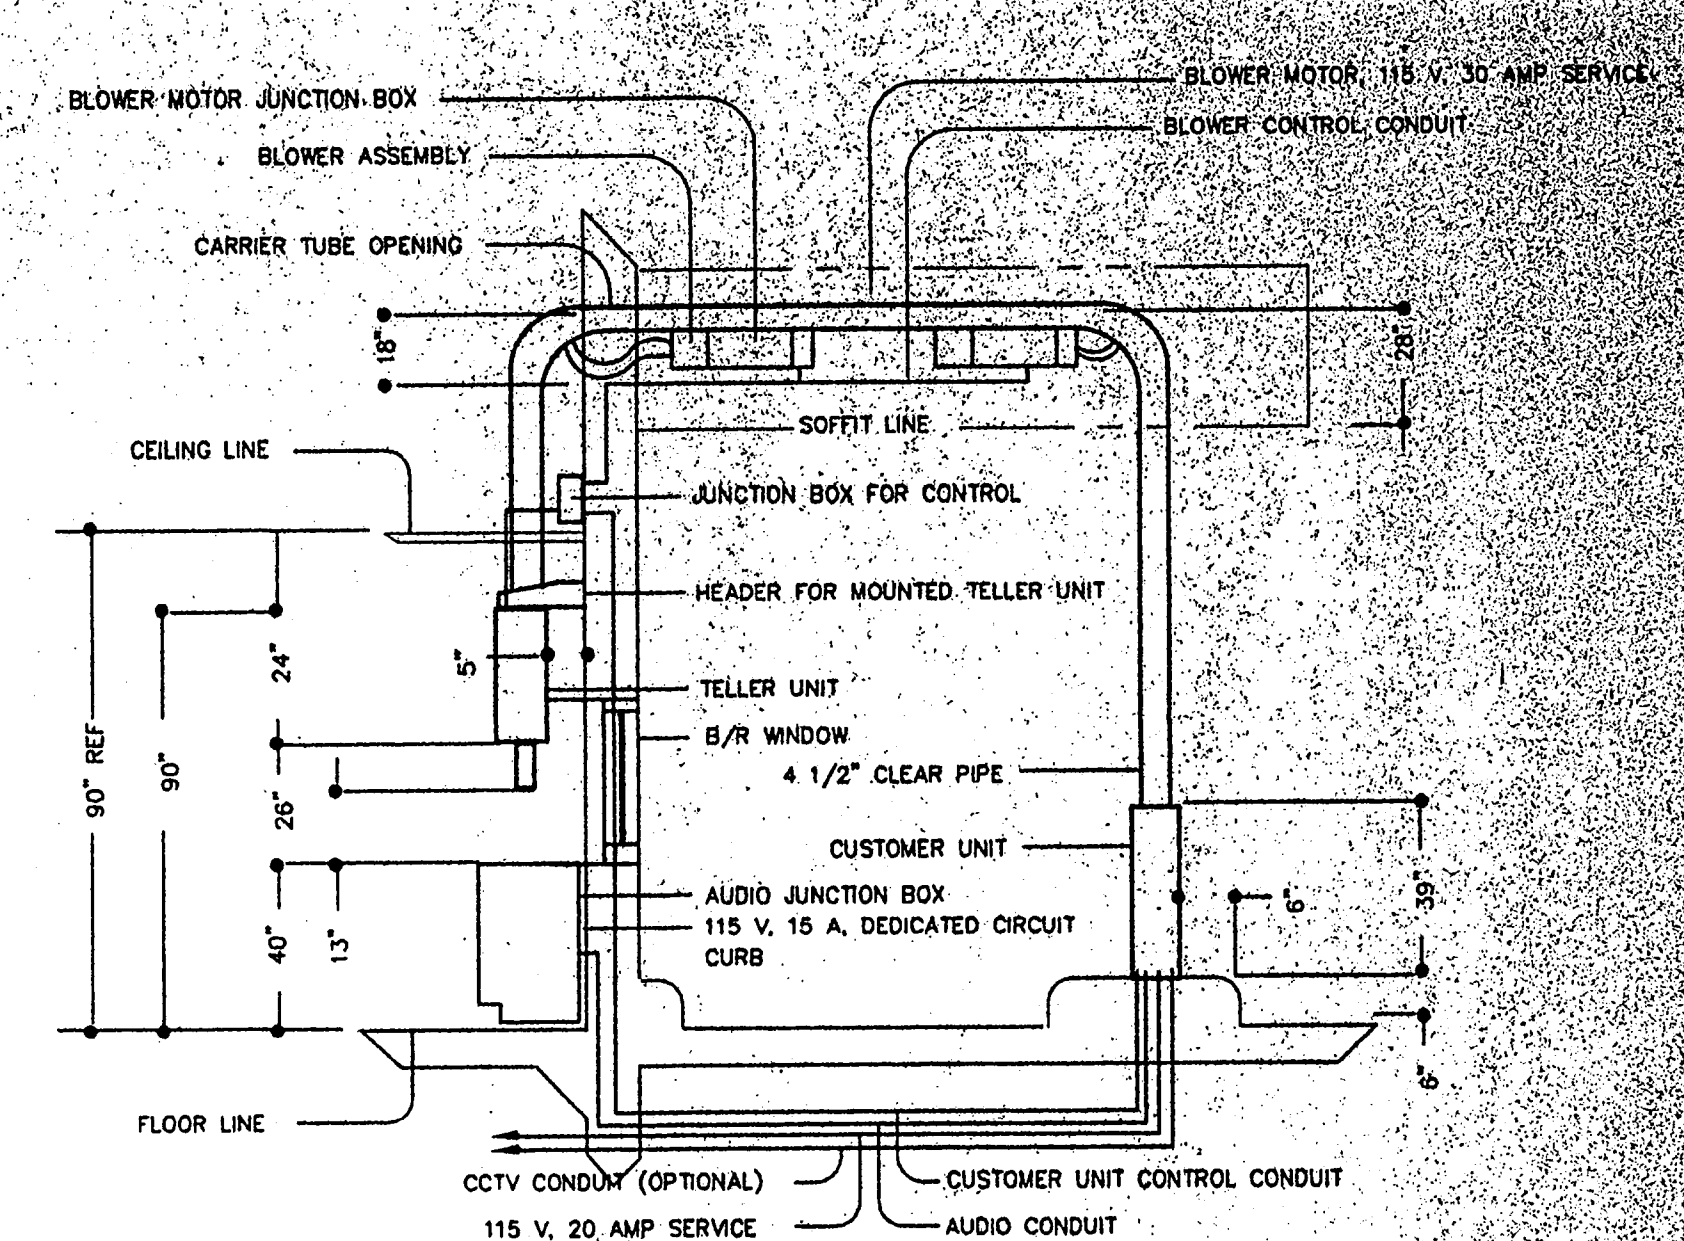 BLOWER MOTOR, 115 V, 30 AMP SERVICE
BLOWER MOTOR JUNCTION BOX
BLOWER CONTROL CONDUIT
BLOWER ASSEMBLY
CARRIER TUBE OPENING
18"
28"
SOFFIT LINE
CEILING LINE
JUNCTION BOX FOR CONTROL
HEADER FOR MOUNTED TELLER UNIT
24"
5"
TELLER UNIT
B/R WINDOW
90" REF
90"
26"
4 1/2" CLEAR PIPE
CUSTOMER UNIT
AUDIO JUNCTION BOX
6"
39"
115 V, 15 A, DEDICATED CIRCUIT
40"
13"
CURB
6"
FLOOR LINE
CCTV CONDUIT (OPTIONAL)
CUSTOMER UNIT CONTROL CONDUIT
115 V, 20 AMP SERVICE
AUDIO CONDUIT